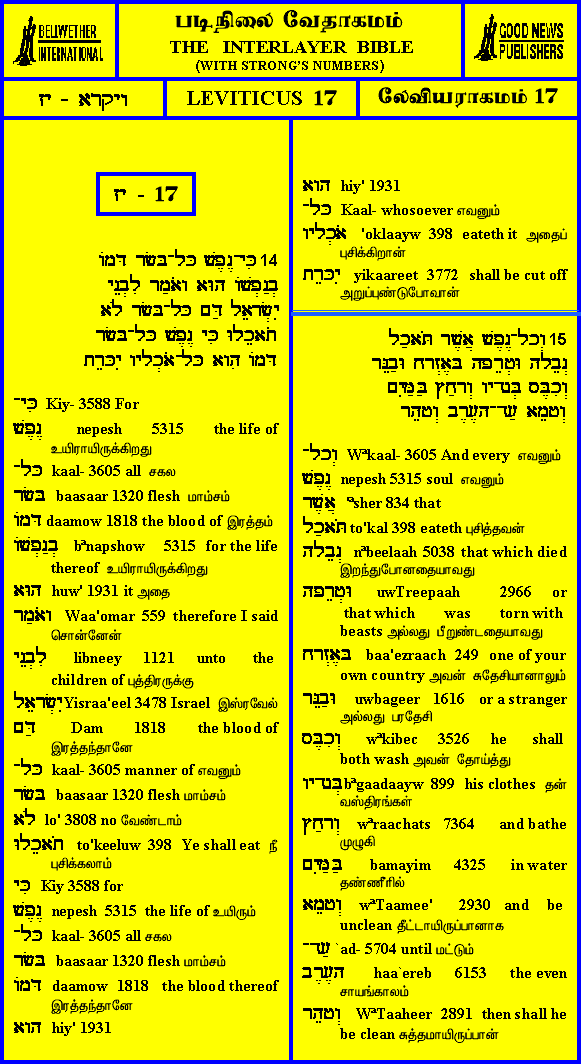 BELLWETHER
INTERNATIONAL
படிநிலை வேதாகமம்
THE INTERLAYER BIBLE
(WITH STRONG'S NUMBERS)
GOOD NEWS
PUBLISHERS
ויקרא - יז
LEVITICUS 17
லேவியராகமம் 17
יז - 17
14 כִּי־נֶפֶשׁ כׇּל־בָּשָׂר דָּמוֹ
בְנַפְשׁוֹ הוּא וָאֹמַר לִבְנֵי
יִשְׂרָאֵל דַּם כׇּל־בָּשָׂר לֹא
תֹאכֵלוּ כִּי נֶפֶשׁ כׇּל־בָּשָׂר
דָּמוֹ הִוא כׇּל־אֹכְלָיו יִכָּרֵת
כִּי־ Kiy- 3588 For
נֶפֶשׁ nepesh 5315 the life of
உயிராயிருக்கிறது
כׇּל־ kaal- 3605 all சகல
בָּשָׂר baasaar 1320 flesh மாம்சம்
דָּמוֹ daamow 1818 the blood of இரத்தம்
בְנַפְשׁוֹ bᵃnapshow 5315 for the life
thereof உயிராயிருக்கிறது
הוּא huw' 1931 it அதை
וָאֹמַר Waa'omar 559 therefore I said
சொன்னேன்
לִבְנֵי libneey 1121 unto the
children of புத்திரருக்கு
יִשְׂרָאֵל Yisraa'eel 3478 Israel இஸ்ரவேல்
דַּם Dam 1818 the blood of
இரத்தந்தானே
כׇּל־ kaal- 3605 manner of எவனும்
בָּשָׂר baasaar 1320 flesh மாம்சம்
לֹא lo' 3808 no வேண்டாம்
תֹאכֵלוּ to'keeluw 398 Ye shall eat நீ
புசிக்கலாம்
כִּי Kiy 3588 for
נֶפֶשׁ nepesh 5315 the life of உயிரும்
כׇּל־ kaal- 3605 all சகல
בָּשָׂר baasaar 1320 flesh மாம்சம்
דָּמוֹ daamow 1818 the blood thereof
இரத்தந்தானே
הוא hiy' 1931
הוא hiy' 1931
כׇּל־ Kaal- whosoever எவனும்
אֹכְלָיו 'oklaayw 398 eateth it அதைப்
புசிக்கிறான்
יִכָּרֵת yikaareet 3772 shall be cut off
அறுப்புண்டுபோவான்
15 וְכׇל־נֶפֶשׁ אֲשֶׁר תֹּאכַל
נְבֵלָה וּטְרֵפָה בָּאֶזְרָח וּבַגֵּר
וְכִבֶּס בְּגָדָיו וְרָחַץ בַּמַּיִם
וְטָמֵא עַד־הָעֶרֶב וְטָהֵר
וְכׇל־ Wᵃkaal- 3605 And every எவனும்
נֶפֶשׁ nepesh 5315 soul எவனும்
אֲשֶׁר ᵃsher 834 that
תֹּאכַל to'kal 398 eateth புசித்தவன்
נְבֵלָה nᵃbeelaah 5038 that which died
இறந்துபோனதையாவது
וּטְרֵפָה uwTreepaah 2966 or
that which was torn with
beasts அல்லது பீறுண்டதையாவது
בָּאֶזְרָח baa'ezraach 249 one of your
own country அவன் சுதேசியானாலும்
וּבַגֵּר uwbageer 1616 or a stranger
அல்லது பரதேசி
וְכִבֶּס wᵃkibec 3526 he shall
both wash அவன் தோய்த்து
בְּגָדָיו bᵃgaadaayw 899 his clothes தன்
வஸ்திரங்கள்
וְרָחַץ wᵃraachats 7364 and bathe
முழுகி
בַּמַּיִם bamayim 4325 in water
தண்ணீரில்
וְטָמֵא wᵃTaamee' 2930 and be
unclean தீட்டாயிருப்பானாக
עַד־ `ad- 5704 until மட்டும்
הָעֶרֶב haa`ereb 6153 the even
சாயங்காலம்
וְטָהֵר WᵃTaaheer 2891 then shall he
be clean சுத்தமாயிருப்பான்